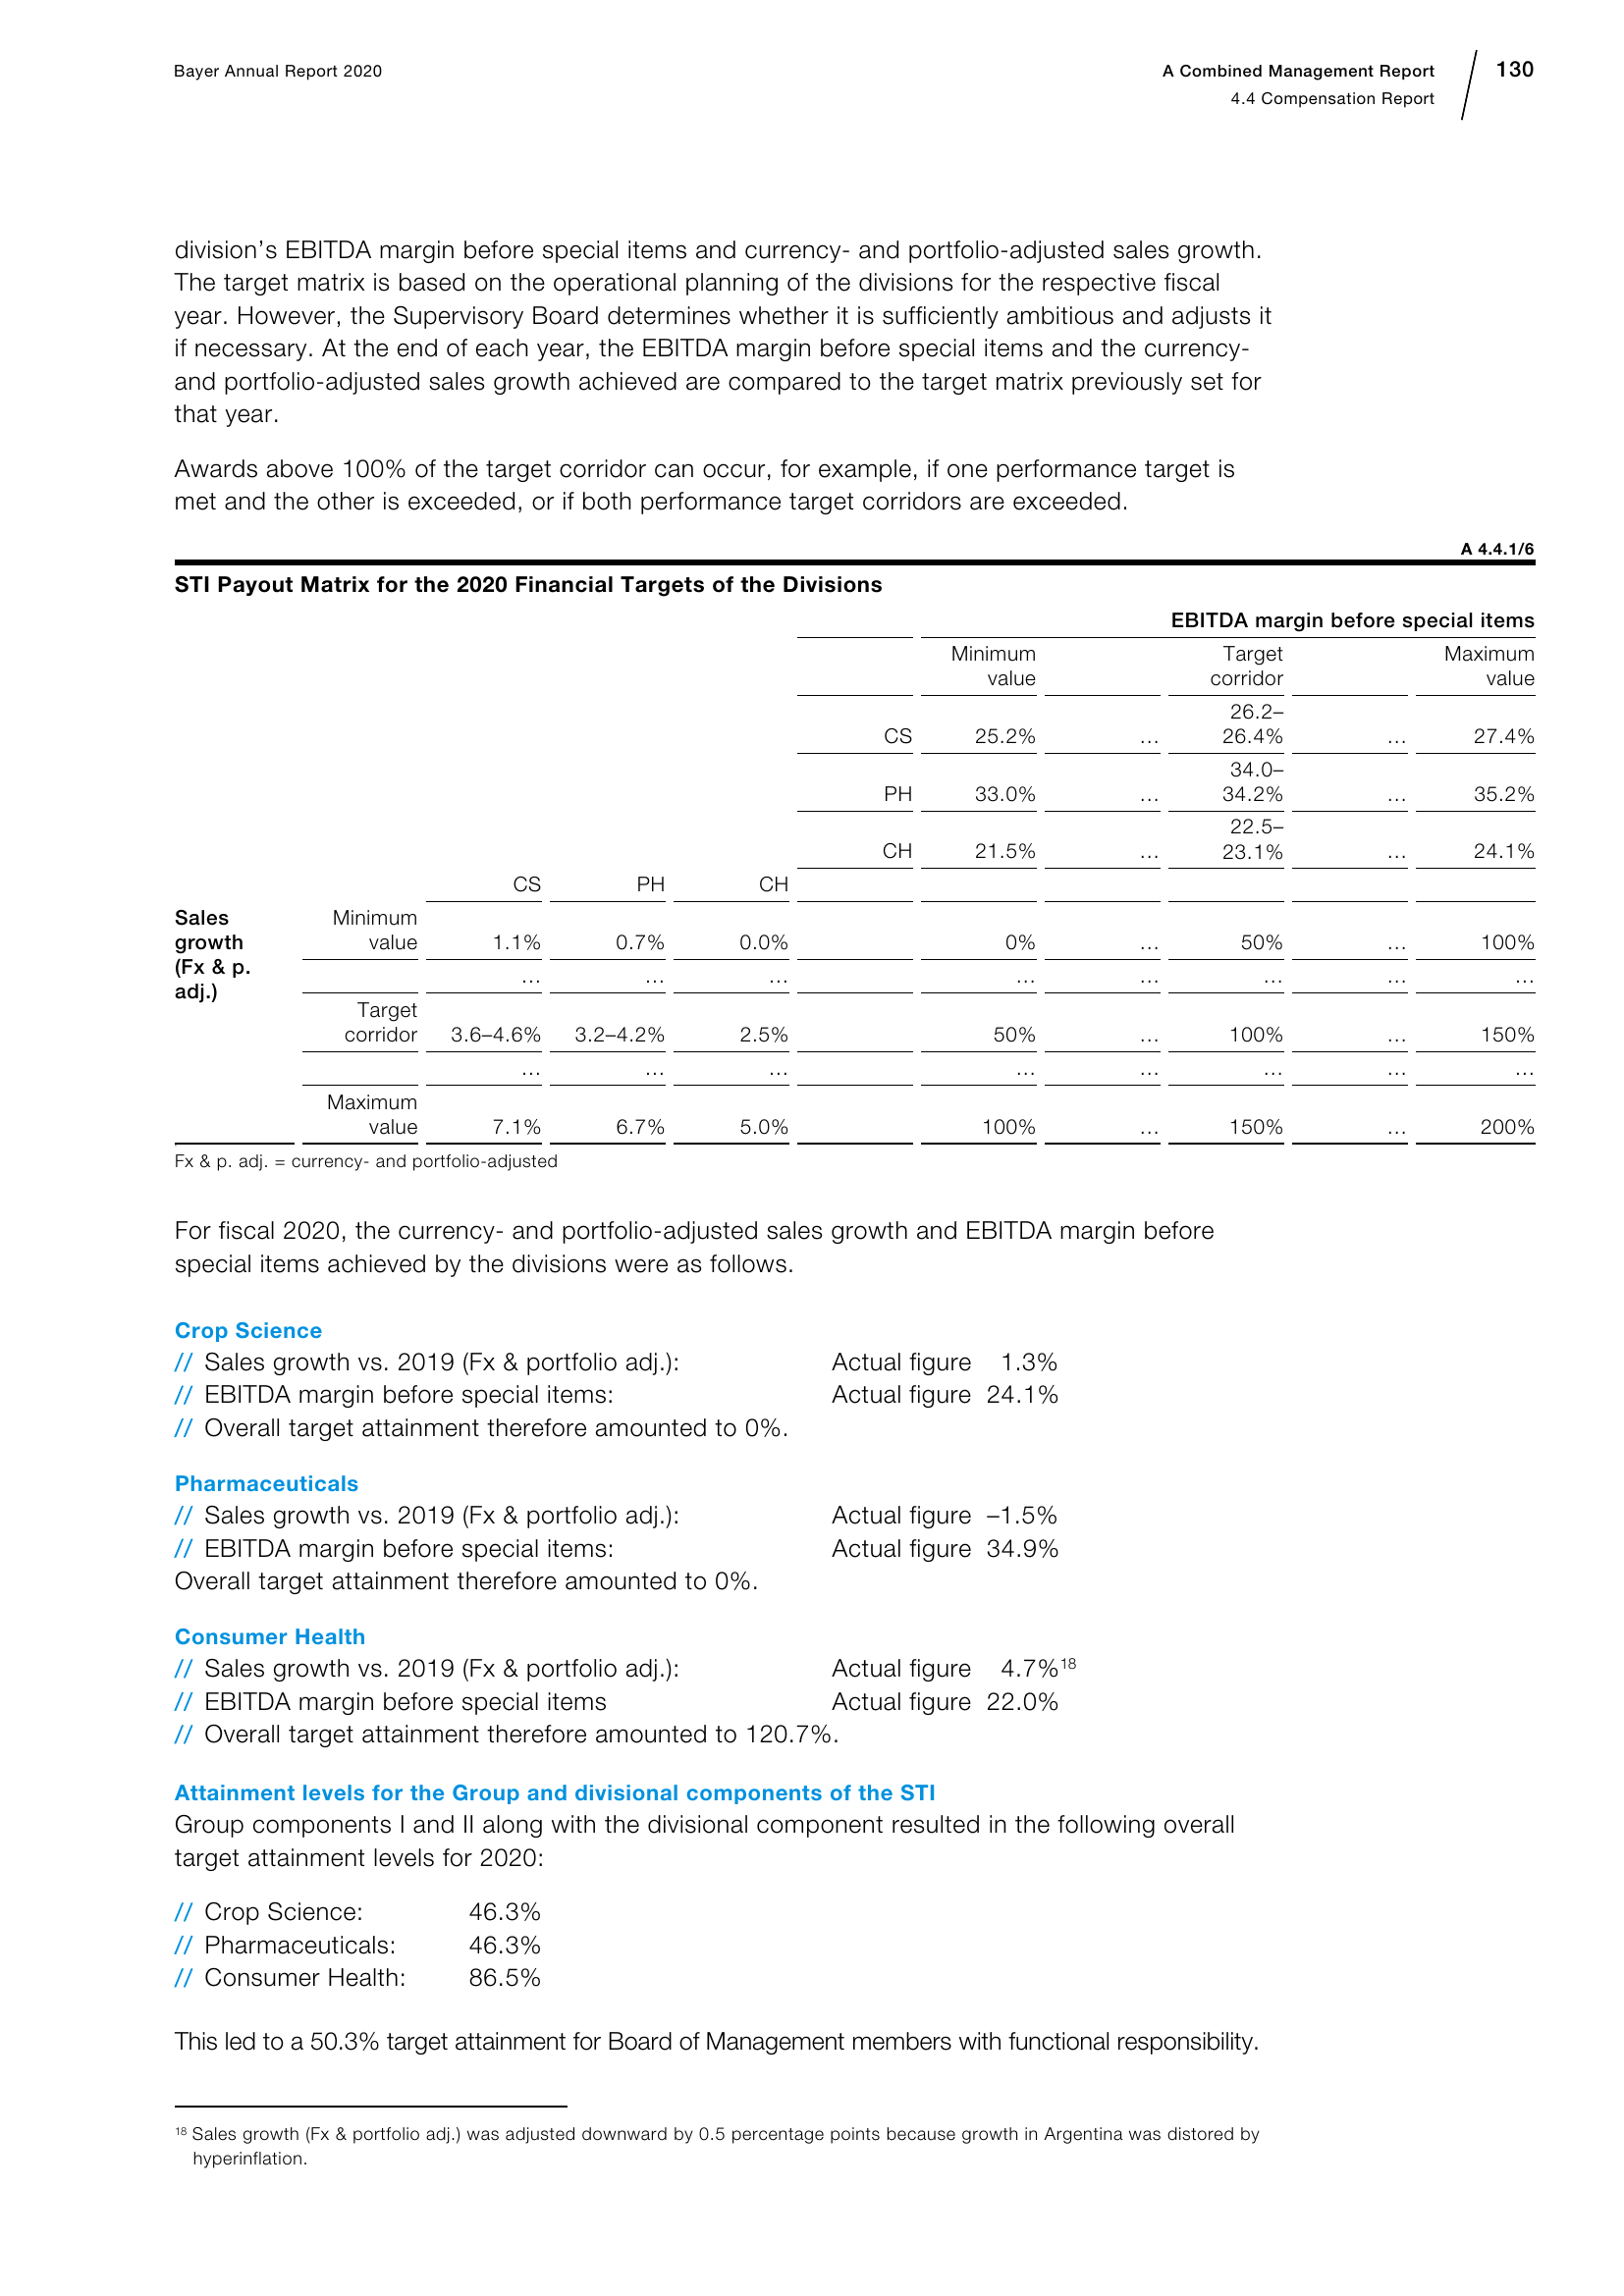 Bayer Annual Report 2020
A Combined Management Report
4.4 Compensation Report
130
division's EBITDA margin before special items and currency- and portfolio-adjusted sales growth.
The target matrix is based on the operational planning of the divisions for the respective fiscal
year. However, the Supervisory Board determines whether it is sufficiently ambitious and adjusts it
if necessary. At the end of each year, the EBITDA margin before special items and the currency-
and portfolio-adjusted sales growth achieved are compared to the target matrix previously set for
that year.
Awards above 100% of the target corridor can occur, for example, if one performance target is
met and the other is exceeded, or if both performance target corridors are exceeded.
A 4.4.1/6
STI Payout Matrix for the 2020 Financial Targets of the Divisions
EBITDA margin before special items
Minimum Target Maximum
value corridor value
26.2–
CS 25.2% … 26.4% … 27.4%
34.0–
PH 33.0% … 34.2% … 35.2%
22.5–
CH 21.5% … 23.1% … 24.1%
CS PH CH
Sales Minimum
growth value 1.1% 0.7% 0.0% 0% … 50% … 100%
(Fx & p. … … … … … … … …
adj.)
Target
corridor 3.6–4.6% 3.2–4.2% 2.5% 50% … 100% … 150%
… … … … … … … …
Maximum
value 7.1% 6.7% 5.0% 100% … 150% … 200%
Fx & p. adj. = currency- and portfolio-adjusted
For fiscal 2020, the currency- and portfolio-adjusted sales growth and EBITDA margin before
special items achieved by the divisions were as follows.
Crop Science
// Sales growth vs. 2019 (Fx & portfolio adj.): Actual figure 1.3%
// EBITDA margin before special items: Actual figure 24.1%
// Overall target attainment therefore amounted to 0%.
Pharmaceuticals
// Sales growth vs. 2019 (Fx & portfolio adj.): Actual figure –1.5%
// EBITDA margin before special items: Actual figure 34.9%
Overall target attainment therefore amounted to 0%.
Consumer Health
// Sales growth vs. 2019 (Fx & portfolio adj.): Actual figure 4.7%18
// EBITDA margin before special items Actual figure 22.0%
// Overall target attainment therefore amounted to 120.7%.
Attainment levels for the Group and divisional components of the STI
Group components I and II along with the divisional component resulted in the following overall
target attainment levels for 2020:
// Crop Science: 46.3%
// Pharmaceuticals: 46.3%
// Consumer Health: 86.5%
This led to a 50.3% target attainment for Board of Management members with functional responsibility.
18 Sales growth (Fx & portfolio adj.) was adjusted downward by 0.5 percentage points because growth in Argentina was distored by
hyperinflation.